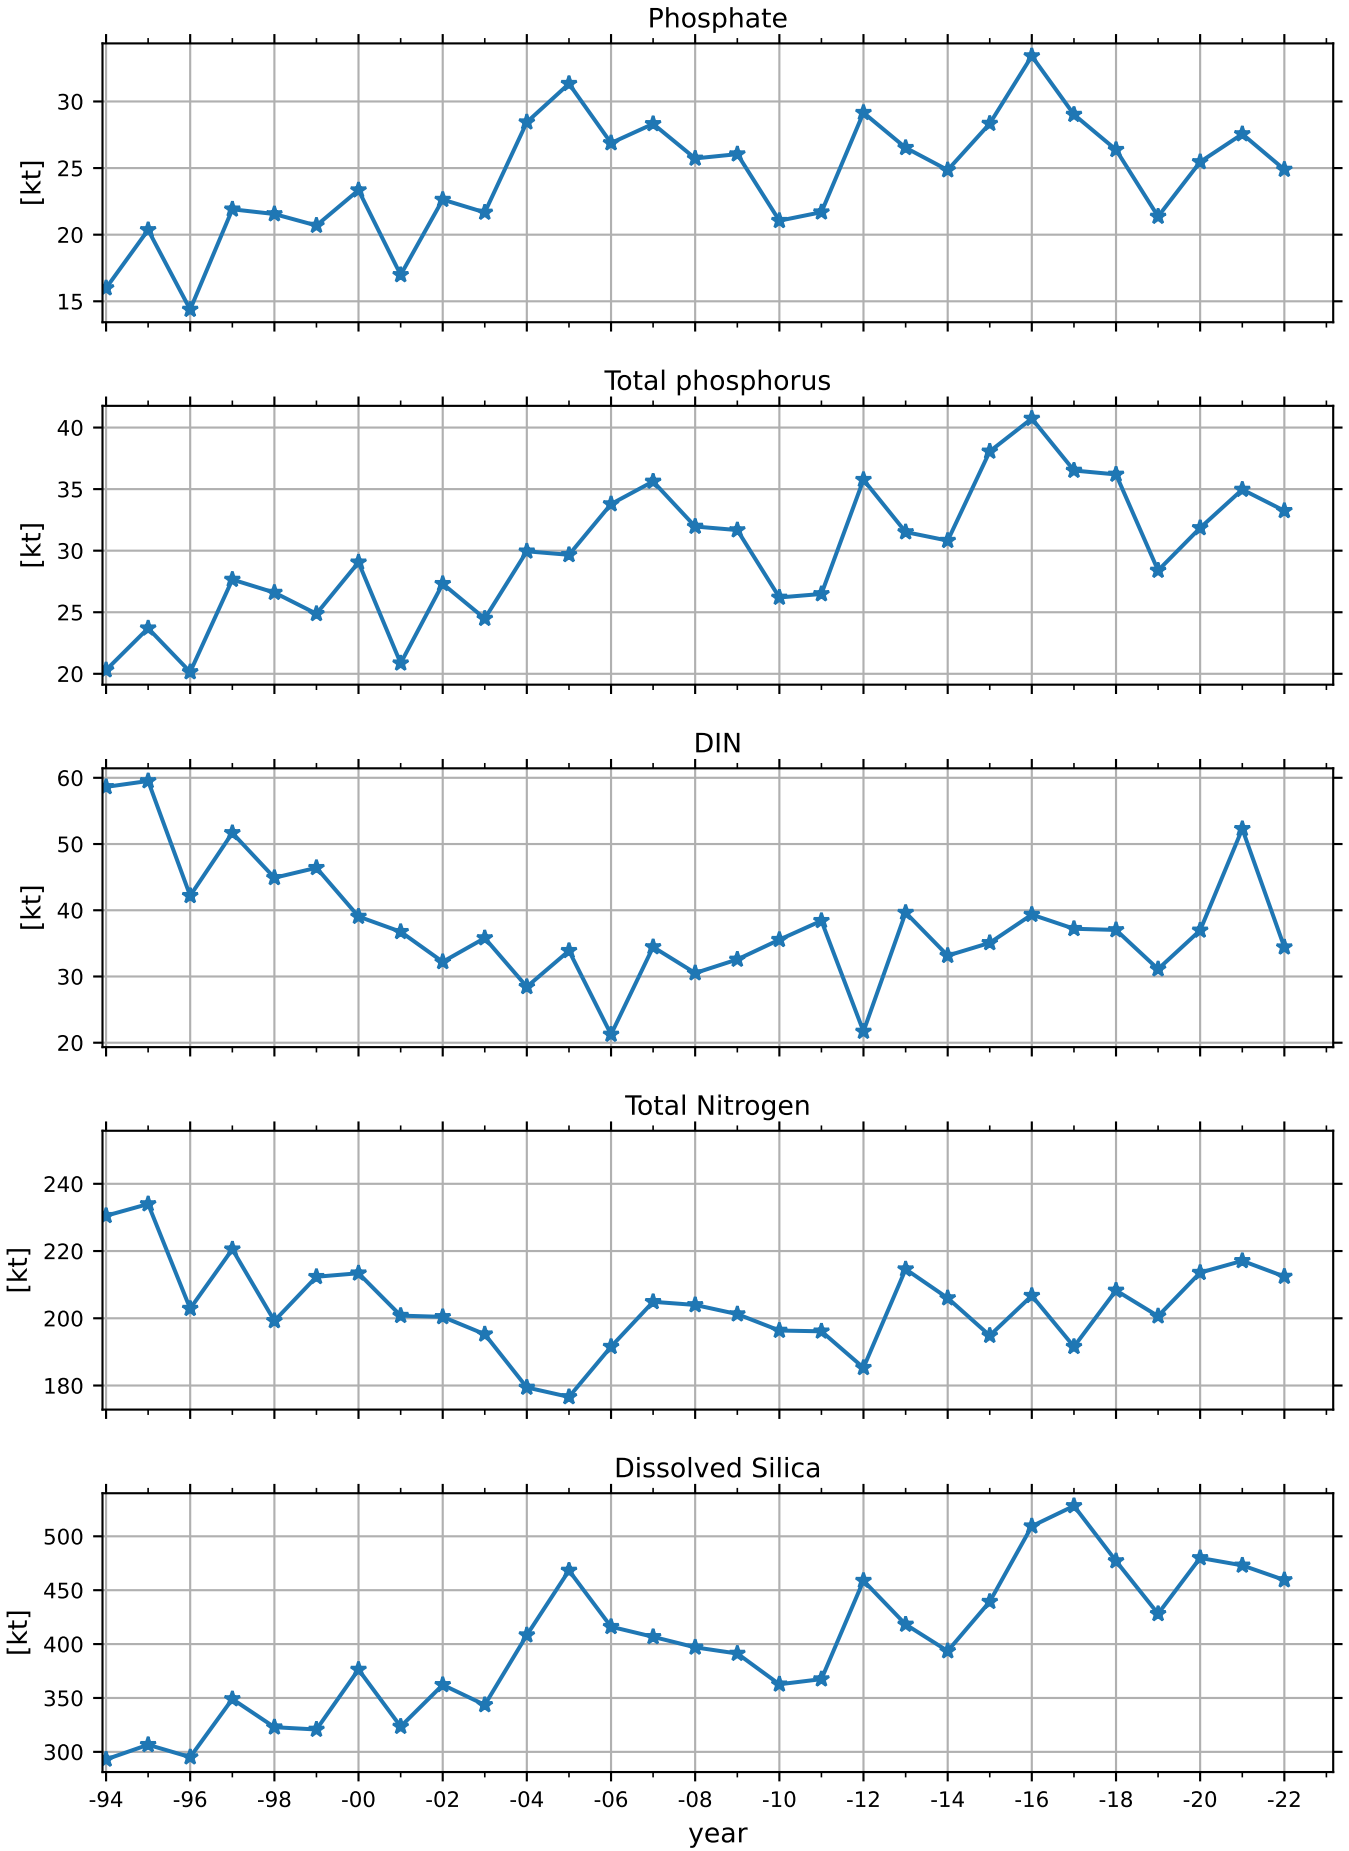 Phosphate
30
25
20
15
[kt]
Total phosphorus
40
35
30
25
20
[kt]
DIN
60
50
40
30
20
[kt]
Total Nitrogen
240
220
200
180
[kt]
Dissolved Silica
500
450
400
350
300
[kt]
-94 -96 -98 -00 -02 -04 -06 -08 -10 -12 -14 -16 -18 -20 -22
year